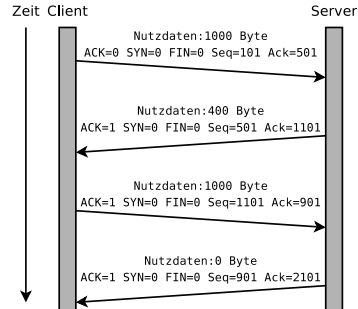 Zeit Client Server
Nutzdaten:1000 Byte
ACK=0 SYN=0 FIN=0 Seq=101 Ack=501
Nutzdaten:400 Byte
ACK=1 SYN=0 FIN=0 Seq=501 Ack=1101
Nutzdaten:1000 Byte
ACK=1 SYN=0 FIN=0 Seq=1101 Ack=901
Nutzdaten:0 Byte
ACK=1 SYN=0 FIN=0 Seq=901 Ack=2101